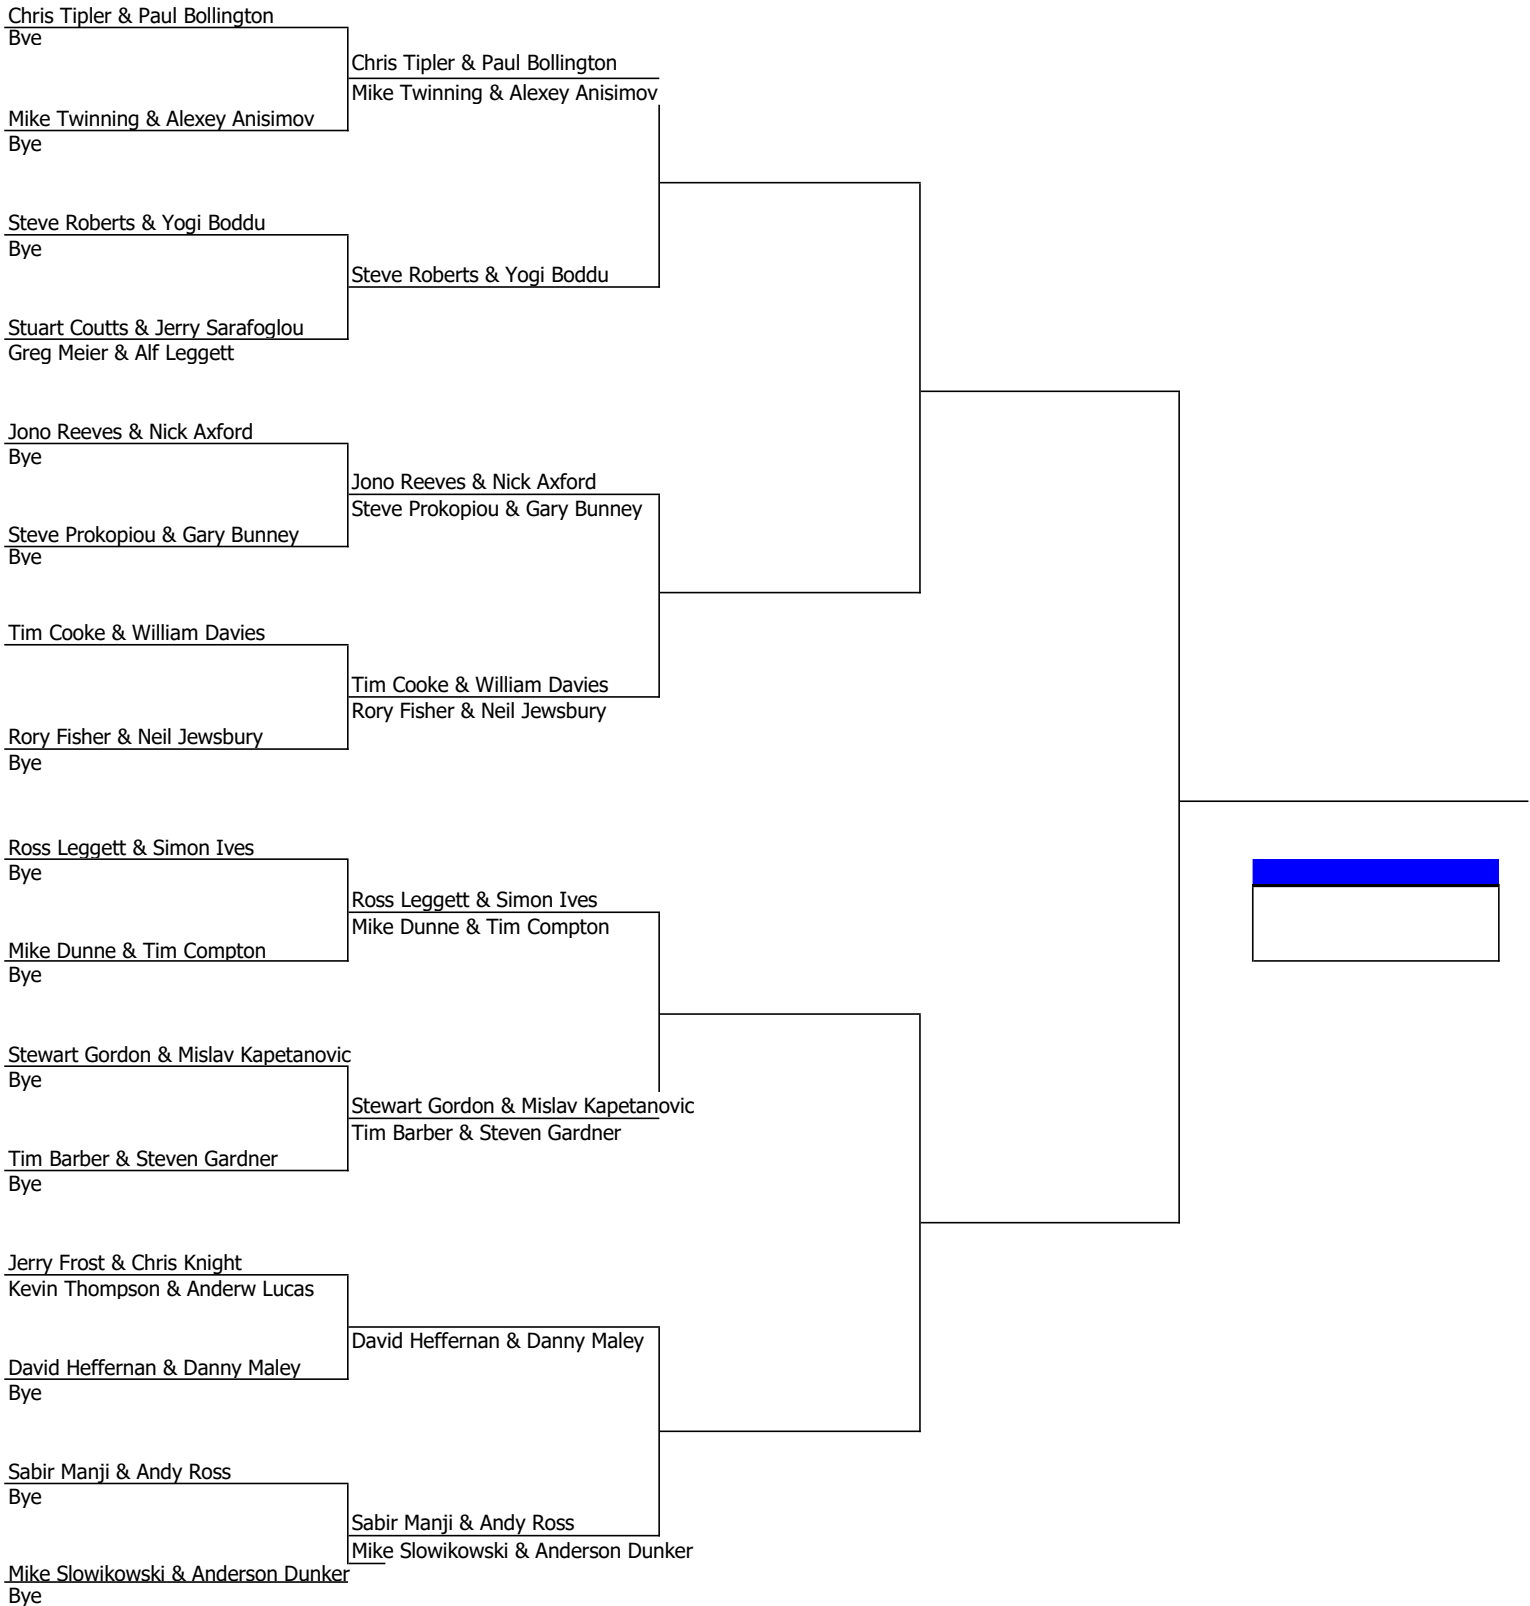 Chris Tipler & Paul Bollington
Bye
Chris Tipler & Paul Bollington
Mike Twinning & Alexey Anisimov
Mike Twinning & Alexey Anisimov
Bye
Steve Roberts & Yogi Boddu
Bye
Steve Roberts & Yogi Boddu
Stuart Coutts & Jerry Sarafoglou
Greg Meier & Alf Leggett
Jono Reeves & Nick Axford
Bye
Jono Reeves & Nick Axford
Steve Prokopiou & Gary Bunney
Steve Prokopiou & Gary Bunney
Bye
Tim Cooke & William Davies
Tim Cooke & William Davies
Rory Fisher & Neil Jewsbury
Rory Fisher & Neil Jewsbury
Bye
Ross Leggett & Simon Ives
Bye
Ross Leggett & Simon Ives
Mike Dunne & Tim Compton
Mike Dunne & Tim Compton
Bye
Stewart Gordon & Mislav Kapetanovic
Bye
Stewart Gordon & Mislav Kapetanovic
Tim Barber & Steven Gardner
Tim Barber & Steven Gardner
Bye
Jerry Frost & Chris Knight
Kevin Thompson & Anderw Lucas
David Heffernan & Danny Maley
David Heffernan & Danny Maley
Bye
Sabir Manji & Andy Ross
Bye
Sabir Manji & Andy Ross
Mike Slowikowski & Anderson Dunker
Mike Slowikowski & Anderson Dunker
Bye